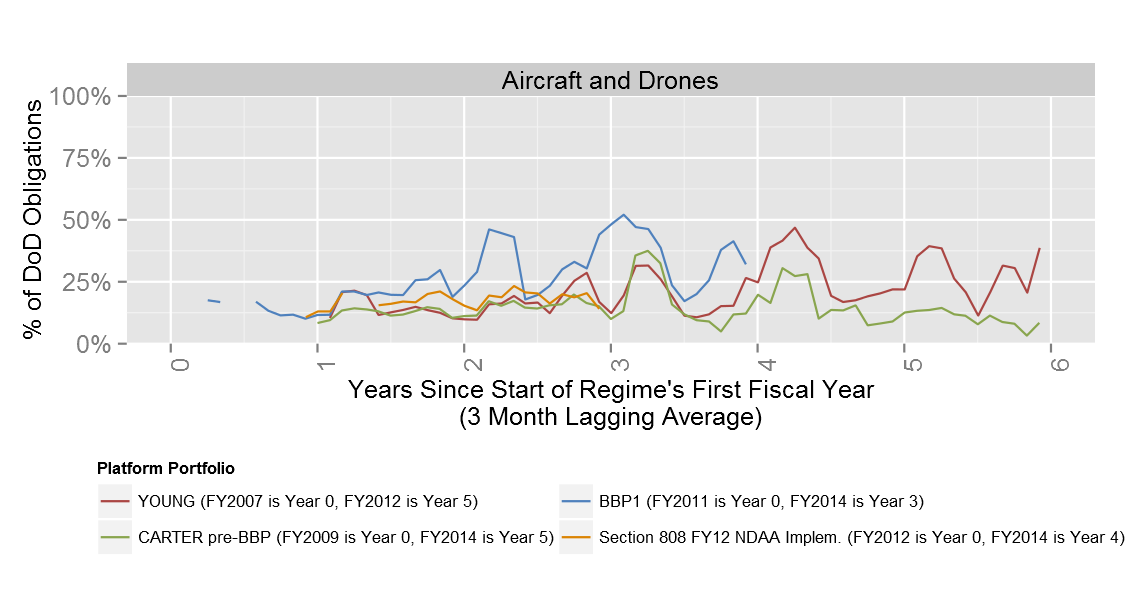 Aircraft and Drones
% of DoD Obligations
100%
75%
50%
25%
0%
0
1
2
3
4
5
6
Years Since Start of Regime's First Fiscal Year
(3 Month Lagging Average)
Platform Portfolio
YOUNG (FY2007 is Year 0, FY2012 is Year 5)
BBP1 (FY2011 is Year 0, FY2014 is Year 3)
CARTER pre-BBP (FY2009 is Year 0, FY2014 is Year 5)
Section 808 FY12 NDAA Implem. (FY2012 is Year 0, FY2014 is Year 4)